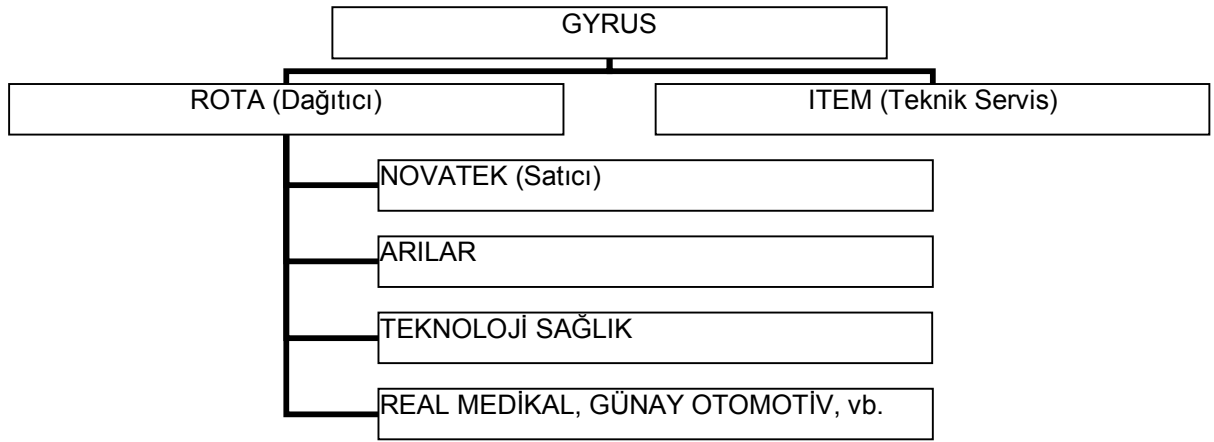 GYRUS
ROTA (Dağıtıcı)
ITEM (Teknik Servis)
NOVATEK (Satıcı)
ARILAR
TEKNOLOJİ SAĞLIK
REAL MEDİKAL, GÜNAY OTOMOTİV, vb.